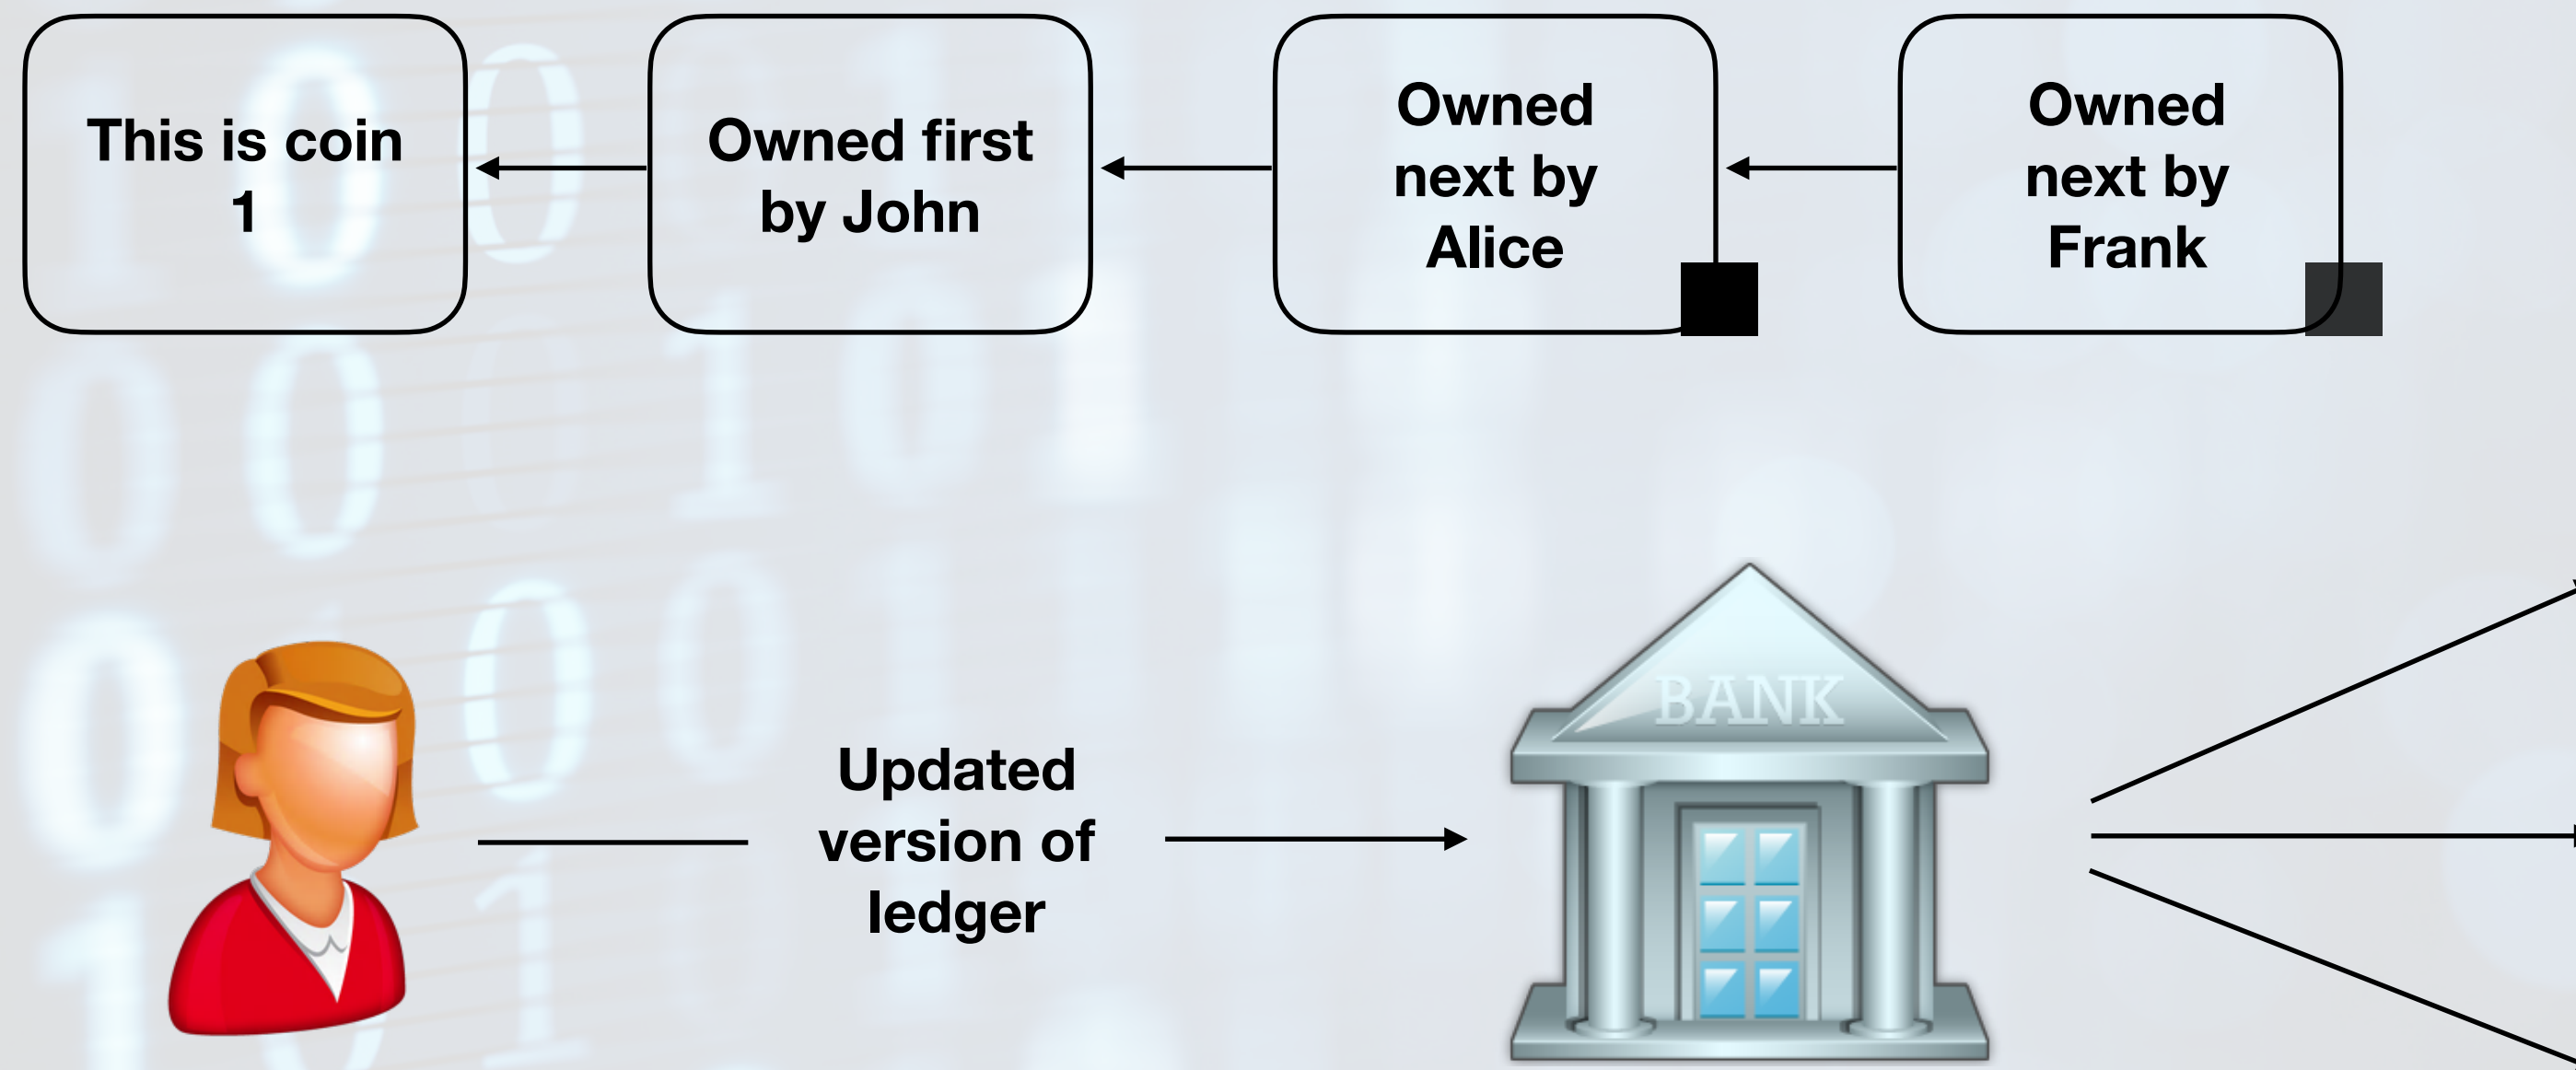 This is coin
1
Owned first
by John
Owned
next by
Alice
Owned
next by
Frank
BANK
Updated
version of
ledger